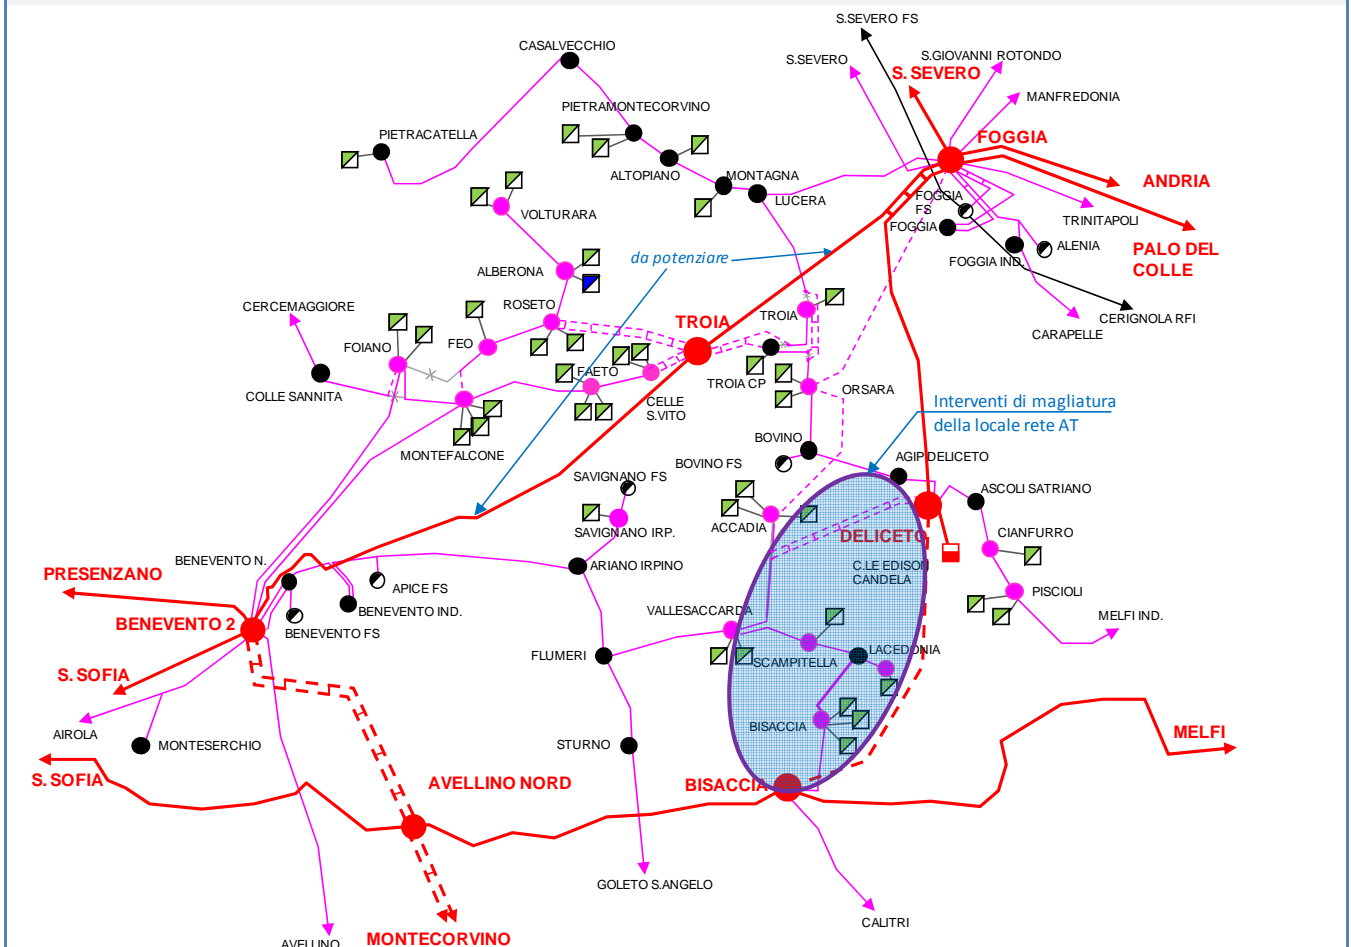 S.SEVERO FS
CASALVECCHIO
S.SEVERO
S.GIOVANNI ROTONDO
S. SEVERO
MANFREDONIA
PIETRAMONTECORVINO
PIETRACATELLA
FOGGIA
ALTOPIANO
MONTAGNA
LUCERA
ANDRIA
FOGGIA
FS
VOLTURARA
TRINITAPOLI
FOGGIA
ALENIA
PALO DEL
COLLE
FOGGIA IND.
da potenziare
ALBERONA
CERCEMAGGIORE
ROSETO
TROIA
TROIA
CERIGNOLA RFI
CARAPELLE
FOIANO
FEO
FAETO
TROIA CP
ORSARA
COLLE SANNITA
CELLE
S.VITO
Interventi di magliatura
della locale rete AT
MONTEFALCONE
BOVINO
AGIP DELICETO
BOVINO FS
SAVIGNANO FS
ASCOLI SATRIANO
ACCADIA
SAVIGNANO IRP.
DELICETO
CIANFURRO
BENEVENTO N.
ARIANO IRPINO
C.LE EDISON
CANDELA
PRESENZANO
APICE FS
PISCIOLI
BENEVENTO IND.
VALLESACCARDA
MELFI IND.
BENEVENTO 2
BENEVENTO FS
FLUMERI
LACEDONIA
SCAMPITELLA
S. SOFIA
BISACCIA
AIROLA
MONTESERCHIO
STURNO
MELFI
S. SOFIA
AVELLINO NORD
BISACCIA
GOLETO S.ANGELO
CALITRI
MONTECORVINO
AVELLINO